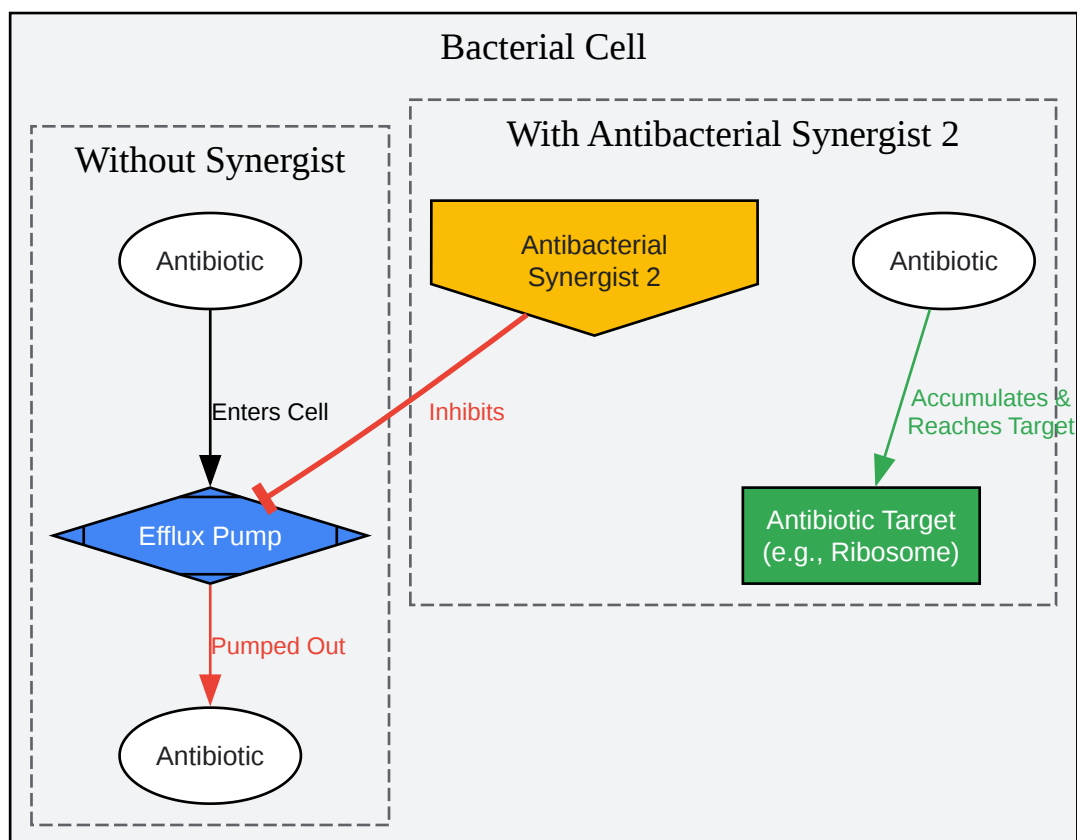 Bacterial Cell
Without Synergist
Antibiotic
Enters Cell
Efflux Pump
Pumped Out
Antibiotic
With Antibacterial Synergist 2
Antibacterial
Synergist 2
Inhibits
Antibiotic
Accumulates &
Reaches Target
Antibiotic Target
(e.g., Ribosome)